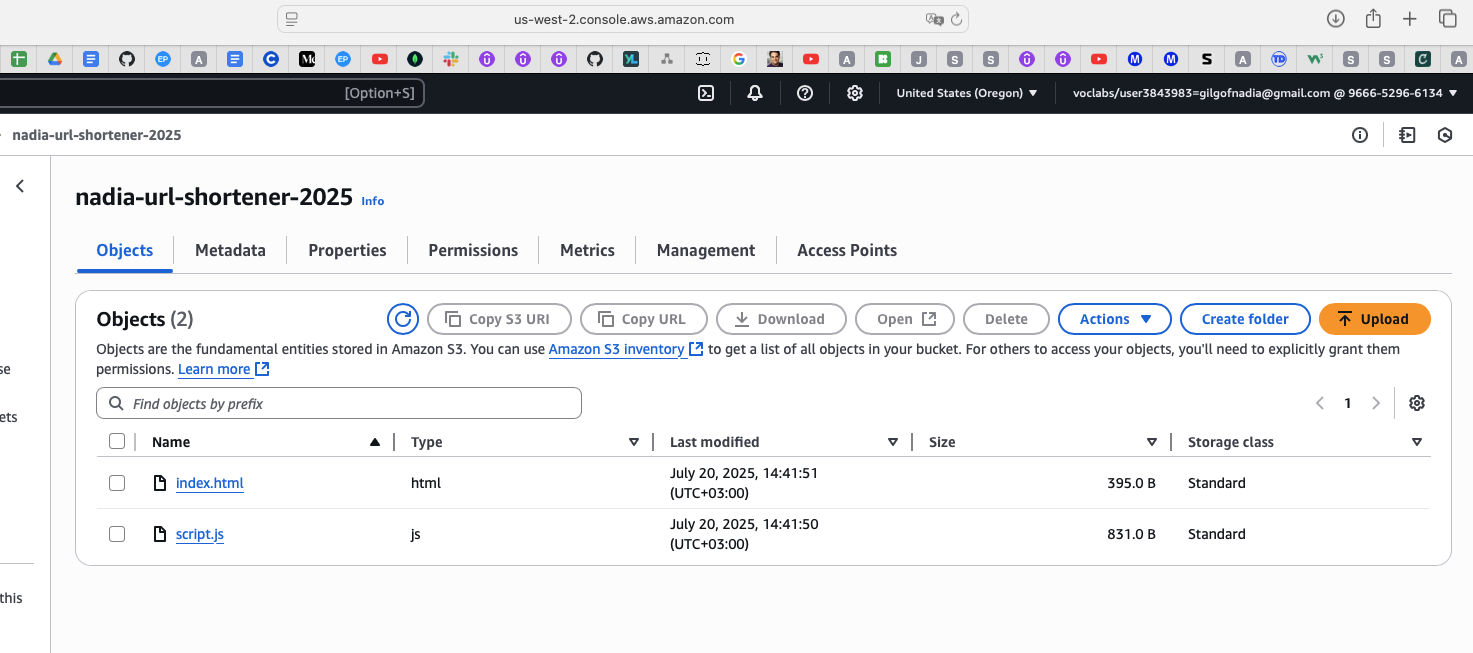 us-west-2.console.aws.amazon.com
[Option+S]
United States (Oregon)
voclabs/user3843983=gilgofnadia@gmail.com @ 9666-5296-6134
nadia-url-shortener-2025
nadia-url-shortener-2025 Info
Objects Metadata Properties Permissions Metrics Management Access Points
Objects (2) Copy S3 URI Copy URL Download Open Delete Actions Create folder Upload
Objects are the fundamental entities stored in Amazon S3. You can use Amazon S3 inventory to get a list of all objects in your bucket. For others to access your objects, you'll need to explicitly grant them
permissions. Learn more
Find objects by prefix
1
Name Type Last modified Size Storage class
index.html html July 20, 2025, 14:41:51 (UTC+03:00) 395.0 B Standard
script.js js July 20, 2025, 14:41:50 (UTC+03:00) 831.0 B Standard
se
ets
this